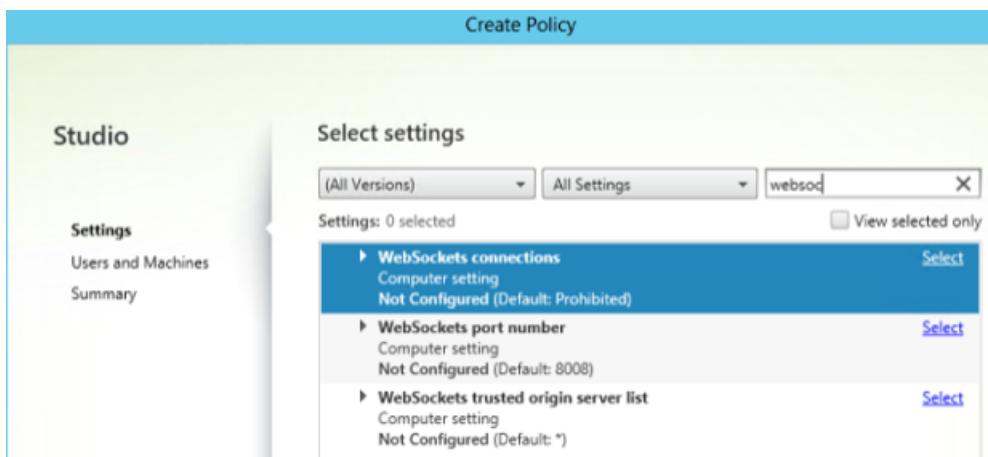 Create Policy
Studio
Settings
Users and Machines
Summary
Select settings
(All Versions) All Settings websoc
Settings: 0 selected View selected only
WebSockets connections Select
Computer setting
Not Configured (Default: Prohibited)
WebSockets port number Select
Computer setting
Not Configured (Default: 8008)
WebSockets trusted origin server list Select
Computer setting
Not Configured (Default: *)